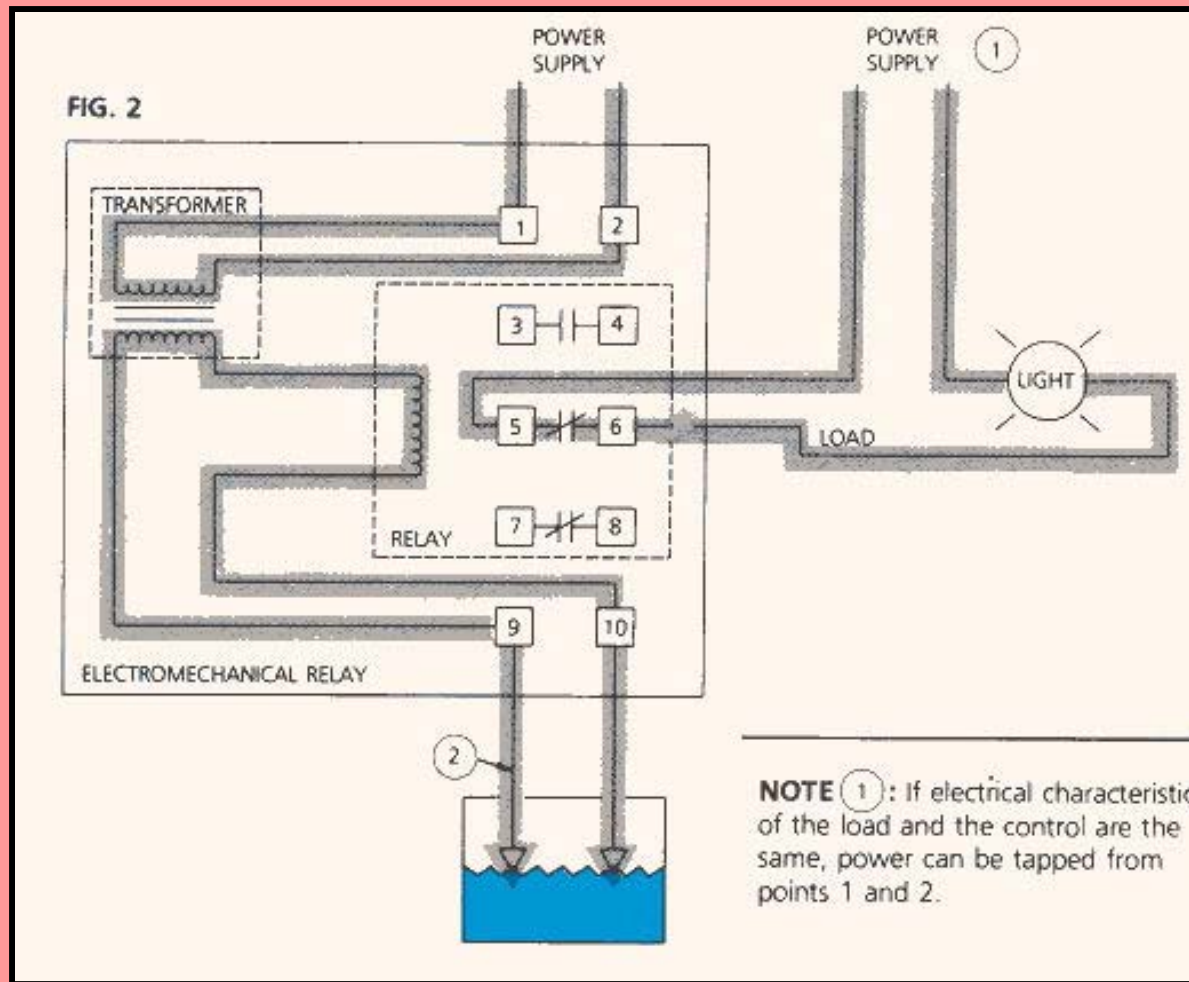 POWER
SUPPLY
POWER
SUPPLY
1
FIG. 2
TRANSFORMER
1
2
3
4
LIGHT
5
6
LOAD
7
8
RELAY
9
10
ELECTROMECHANICAL RELAY
2
NOTE 1 : If electrical
of the load and the control are the
same, power can be tapped from
points 1 and 2.